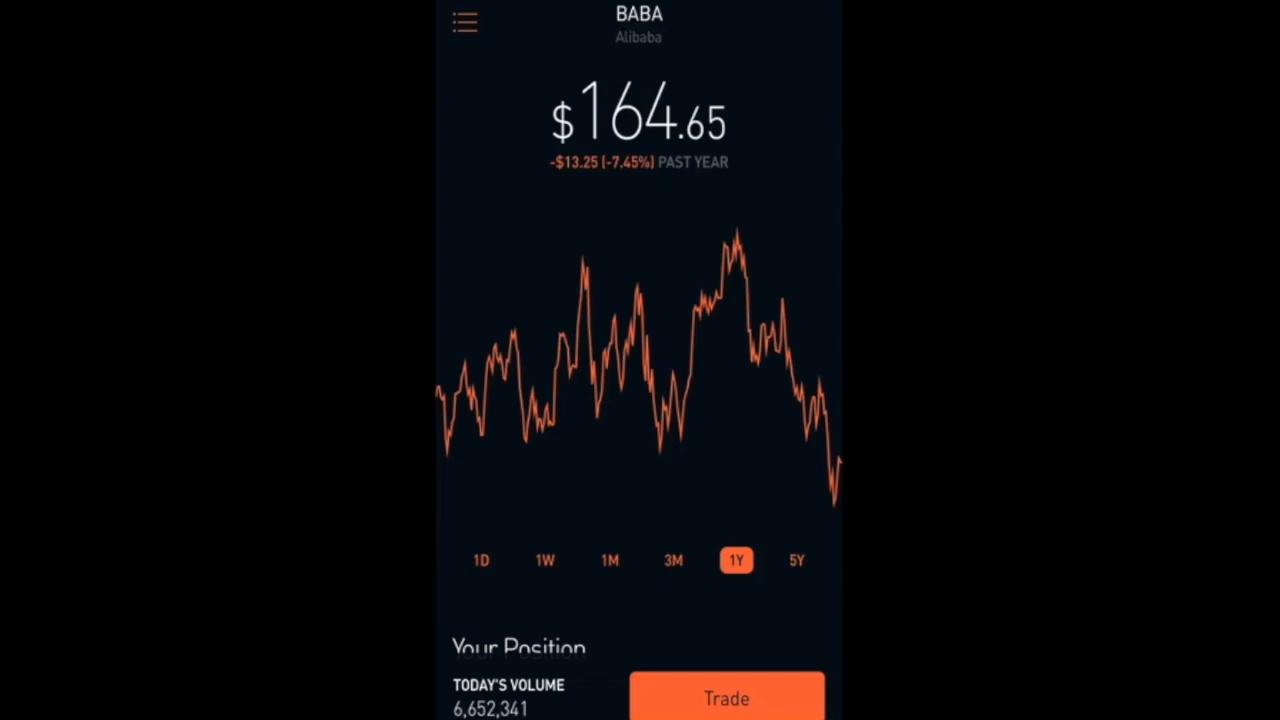 BABA
Alibaba
$164.65
-$13.25 (-7.45%) PAST YEAR
1D 1W 1M 3M 1Y 5Y
Your Position
TODAY'S VOLUME
6,652,341
Trade